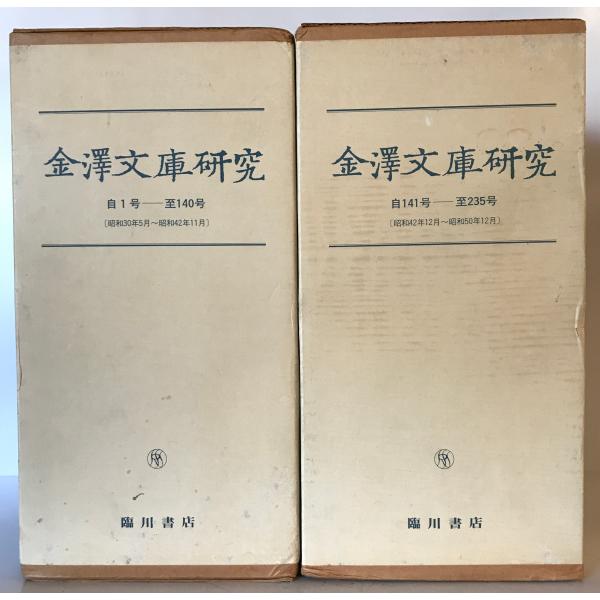 金澤文庫研究
自1号──至140号
〔昭和30年5月～昭和42年11月〕
臨川書店
金澤文庫研究
自141号──至235号
〔昭和42年12月～昭和50年12月〕
臨川書店